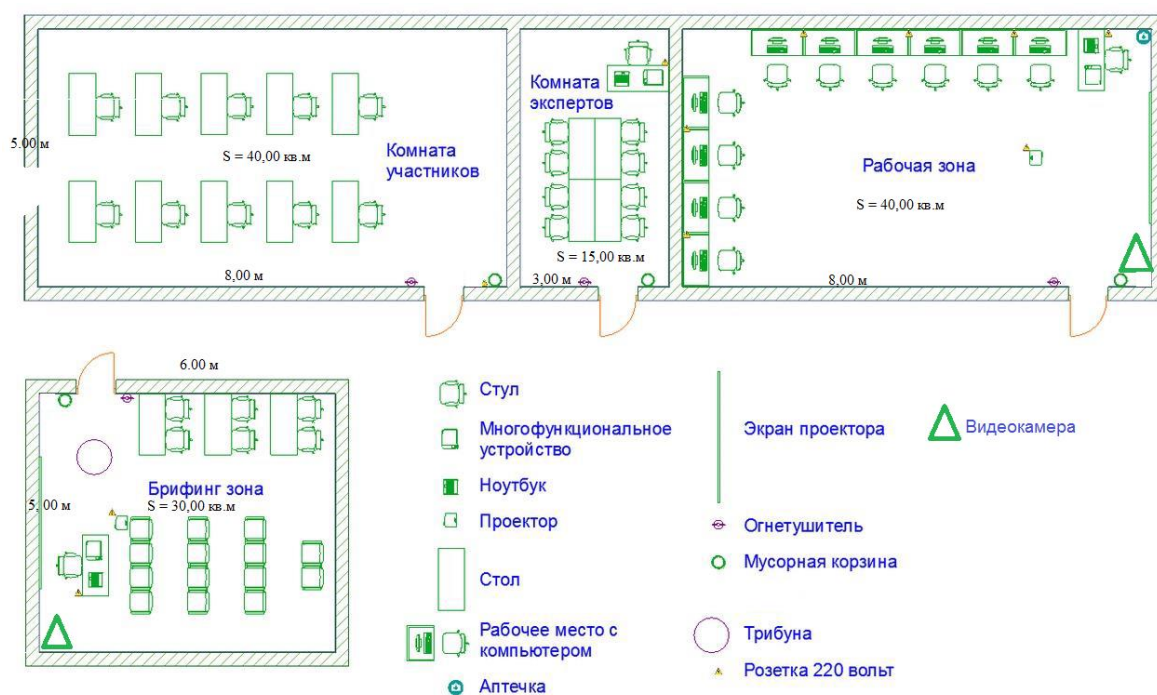 5.00 м
S = 40,00 кв.м
Комната
участников
8,00 м
Комната
экспертов
S = 15,00 кв.м
3,00 м
Рабочая зона
S = 40,00 кв.м
8,00 м
6.00 м
Брифинг зона
5,00 м
S = 30,00 кв.м
Стул
Многофункциональное
устройство
Ноутбук
Проектор
Стол
Рабочее место с
компьютером
Аптечка
Экран проектора
Огнетушитель
Мусорная корзина
Трибуна
Розетка 220 вольт
Видеокамера